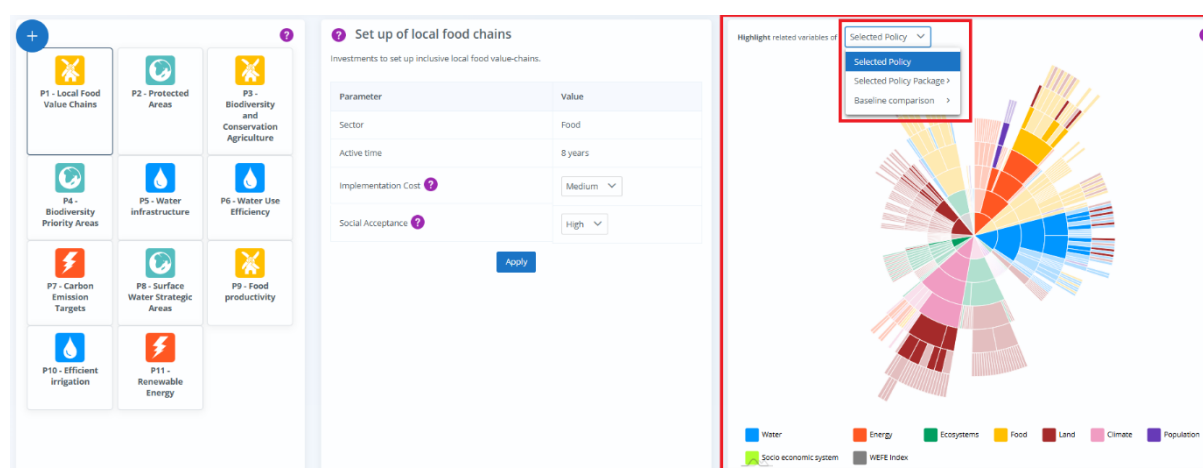 +
?
P1 - Local Food
Value Chains
P2 - Protected
Areas
P3 -
Biodiversity
and
Conservation
Agriculture
P4 -
Biodiversity
Priority Areas
P5 - Water
infrastructure
P6 - Water Use
Efficiency
P7 - Carbon
Emission
Targets
P8 - Surface
Water Strategic
Areas
P9 - Food
productivity
P10 - Efficient
irrigation
P11 -
Renewable
Energy
? Set up of local food chains
Investments to set up inclusive local food value-chains.
Parameter Value
Sector Food
Active time 8 years
Implementation Cost ? Medium
Social Acceptance ? High
Apply
Highlight related variables of Selected Policy
Selected Policy
Selected Policy Package >
Baseline comparison >
Water Energy Ecosystems Food Land Climate Population
Socio economic system WEFE Index